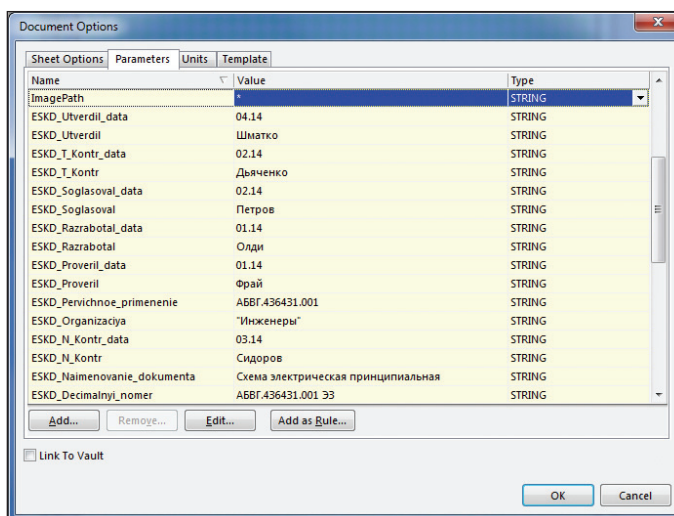 Document Options
Sheet Options Parameters Units Template
Name Value Type
ImagePath * STRING
ESKD_Utverdil_data 04.14 STRING
ESKD_Utverdil Шматко STRING
ESKD_T_Kontr_data 02.14 STRING
ESKD_T_Kontr Дьяченко STRING
ESKD_Soglasoval_data 02.14 STRING
ESKD_Soglasoval Петров STRING
ESKD_Razrabotal_data 01.14 STRING
ESKD_Razrabotal Олди STRING
ESKD_Proveril_data 01.14 STRING
ESKD_Proveril Фрай STRING
ESKD_Pervichnoe_primenenie АБВГ.436431.001 STRING
ESKD_Organizaciya "Инженеры" STRING
ESKD_N_Kontr_data 03.14 STRING
ESKD_N_Kontr Сидоров STRING
ESKD_Naimenovanie_dokumenta Схема электрическая принципиальная STRING
ESKD_Decimalnyi_nomer АБВГ.436431.001 ЭЗ STRING
Add... Remove... Edit... Add as Rule...
Link To Vault
OK Cancel